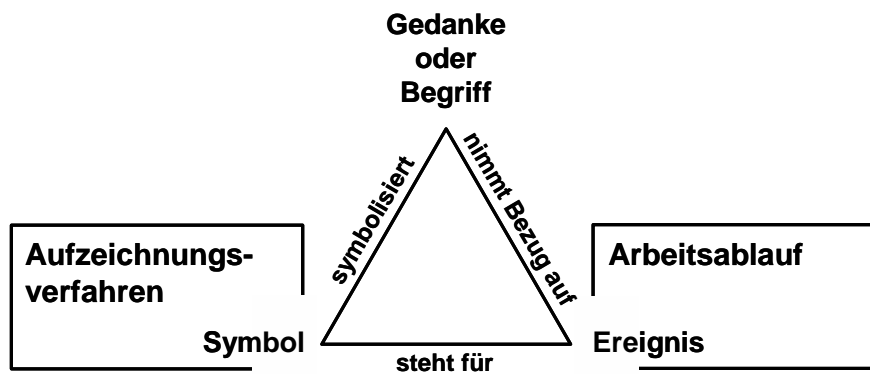 Gedanke
oder
Begriff
symbolisiert
nimmt Bezug auf
Aufzeichnungs-
verfahren
Arbeitsablauf
Symbol
Ereignis
steht für